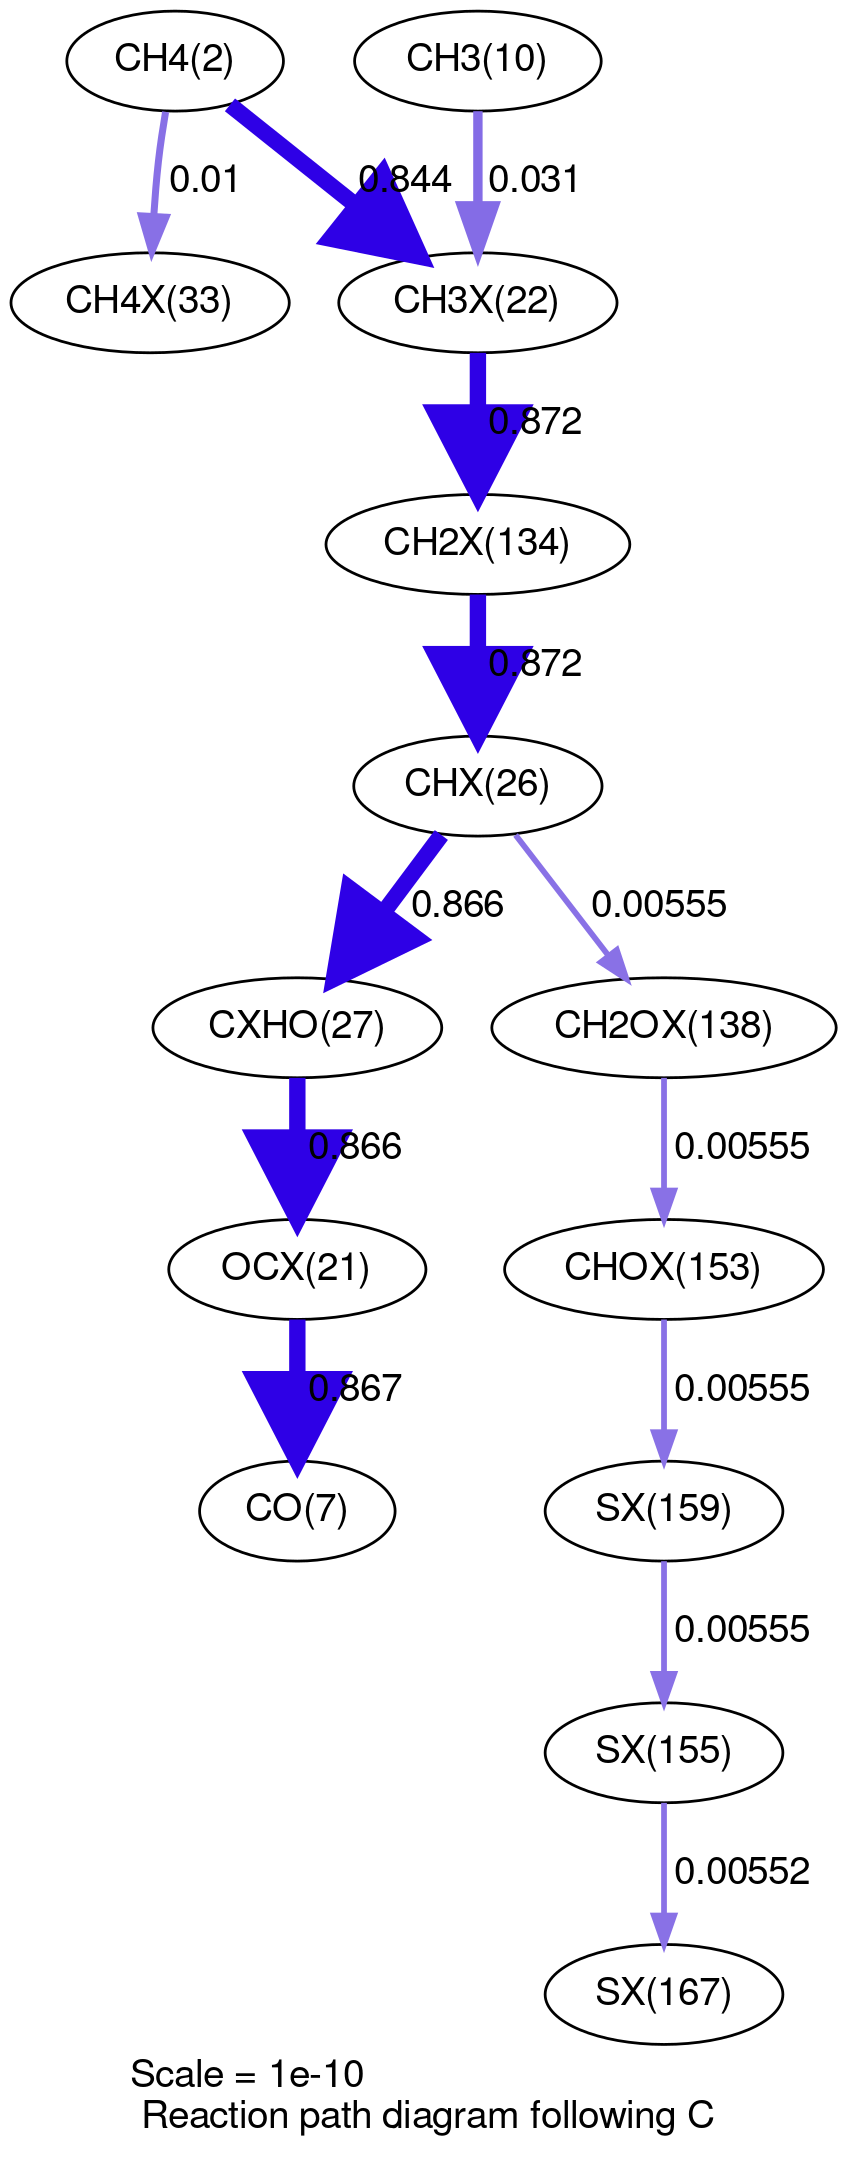 CH4(2)
CH3(10)
0.01
0.844
0.031
CH4X(33)
CH3X(22)
0.872
CH2X(134)
0.872
CHX(26)
0.866
0.00555
CXHO(27)
CH2OX(138)
0.866
0.00555
OCX(21)
CHOX(153)
0.867
0.00555
CO(7)
SX(159)
0.00555
SX(155)
0.00552
SX(167)
Scale = 1e-10
Reaction path diagram following C